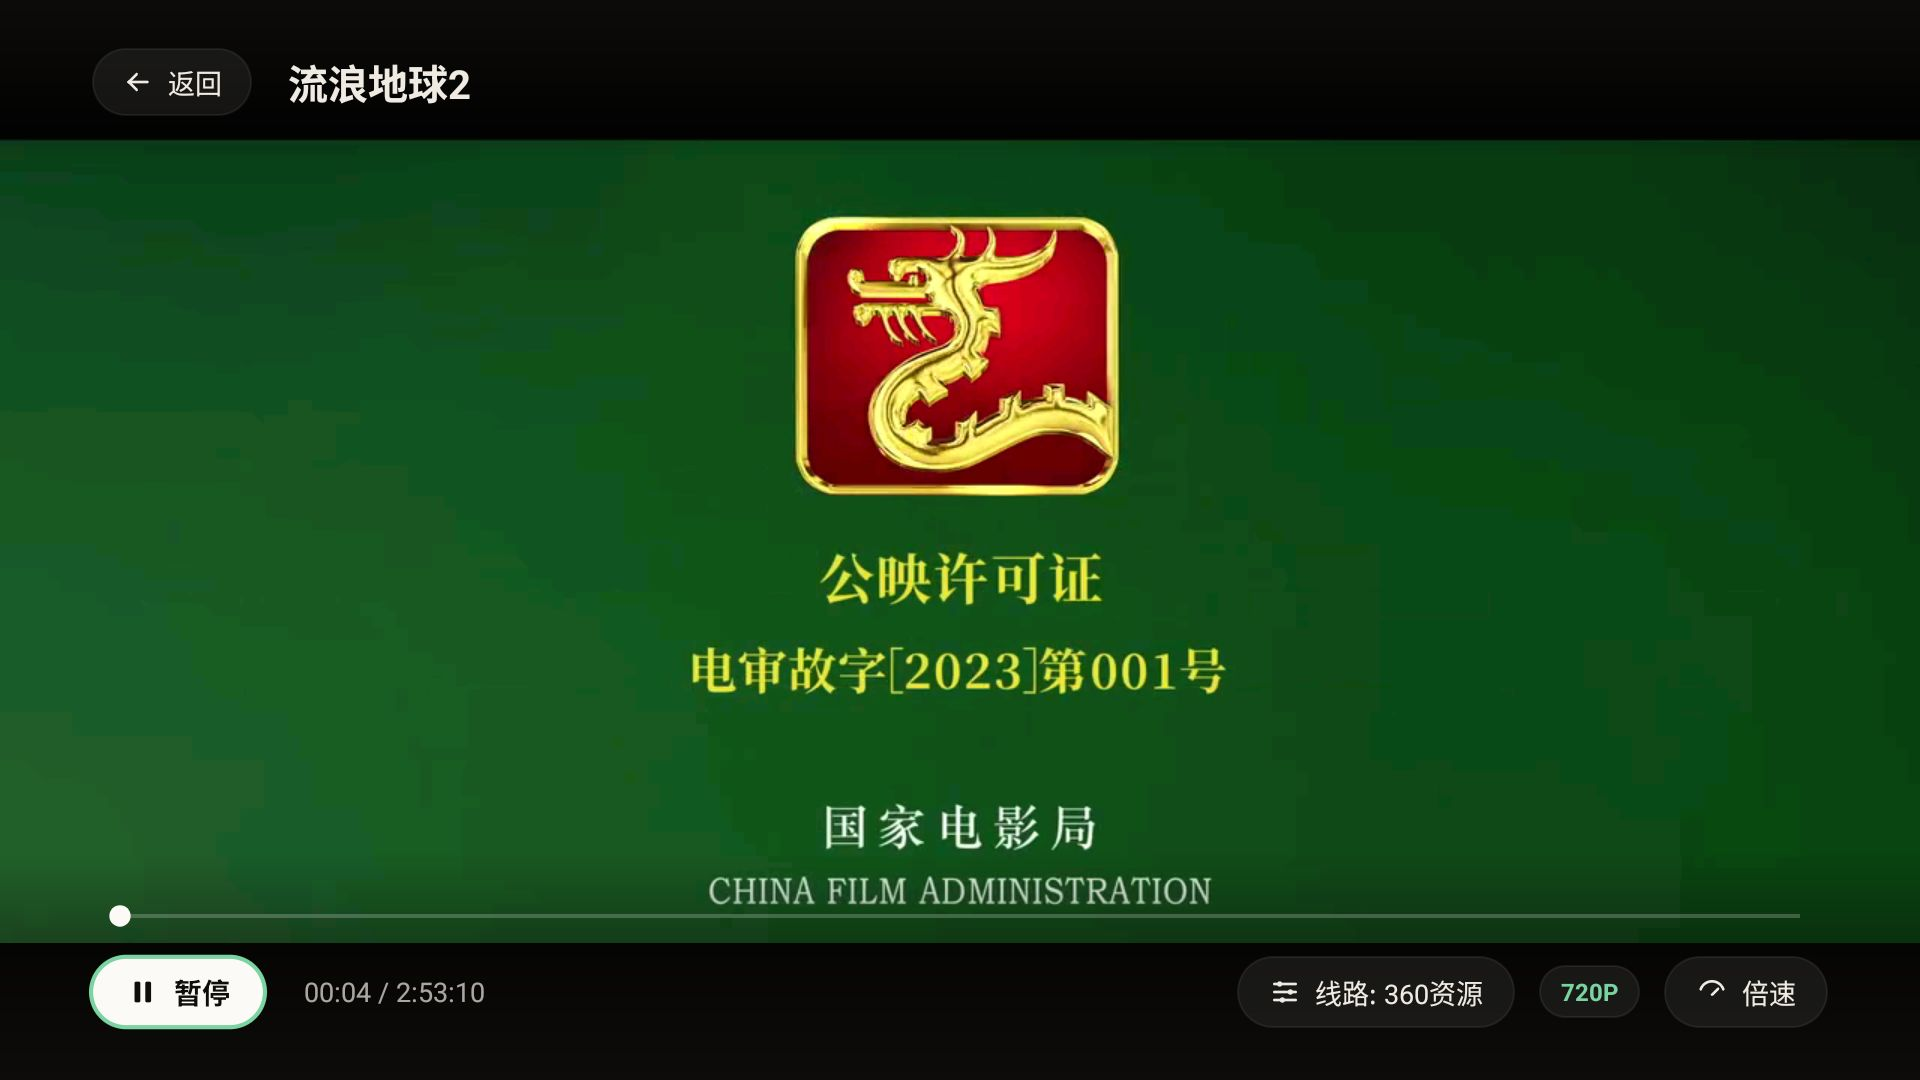 返回
流浪地球2
公映许可证
电审故字[2023]第001号
国家电影局
CHINA FILM ADMINISTRATION
暂停
00:04 / 2:53:10
线路: 360资源
720P
倍速